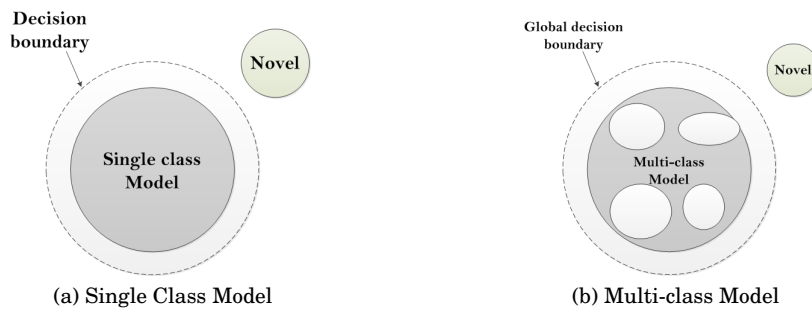 Decision
boundary
Novel
Single class
Model
(a) Single Class Model
Global decision
boundary
Novel
Multi-class
Model
(b) Multi-class Model